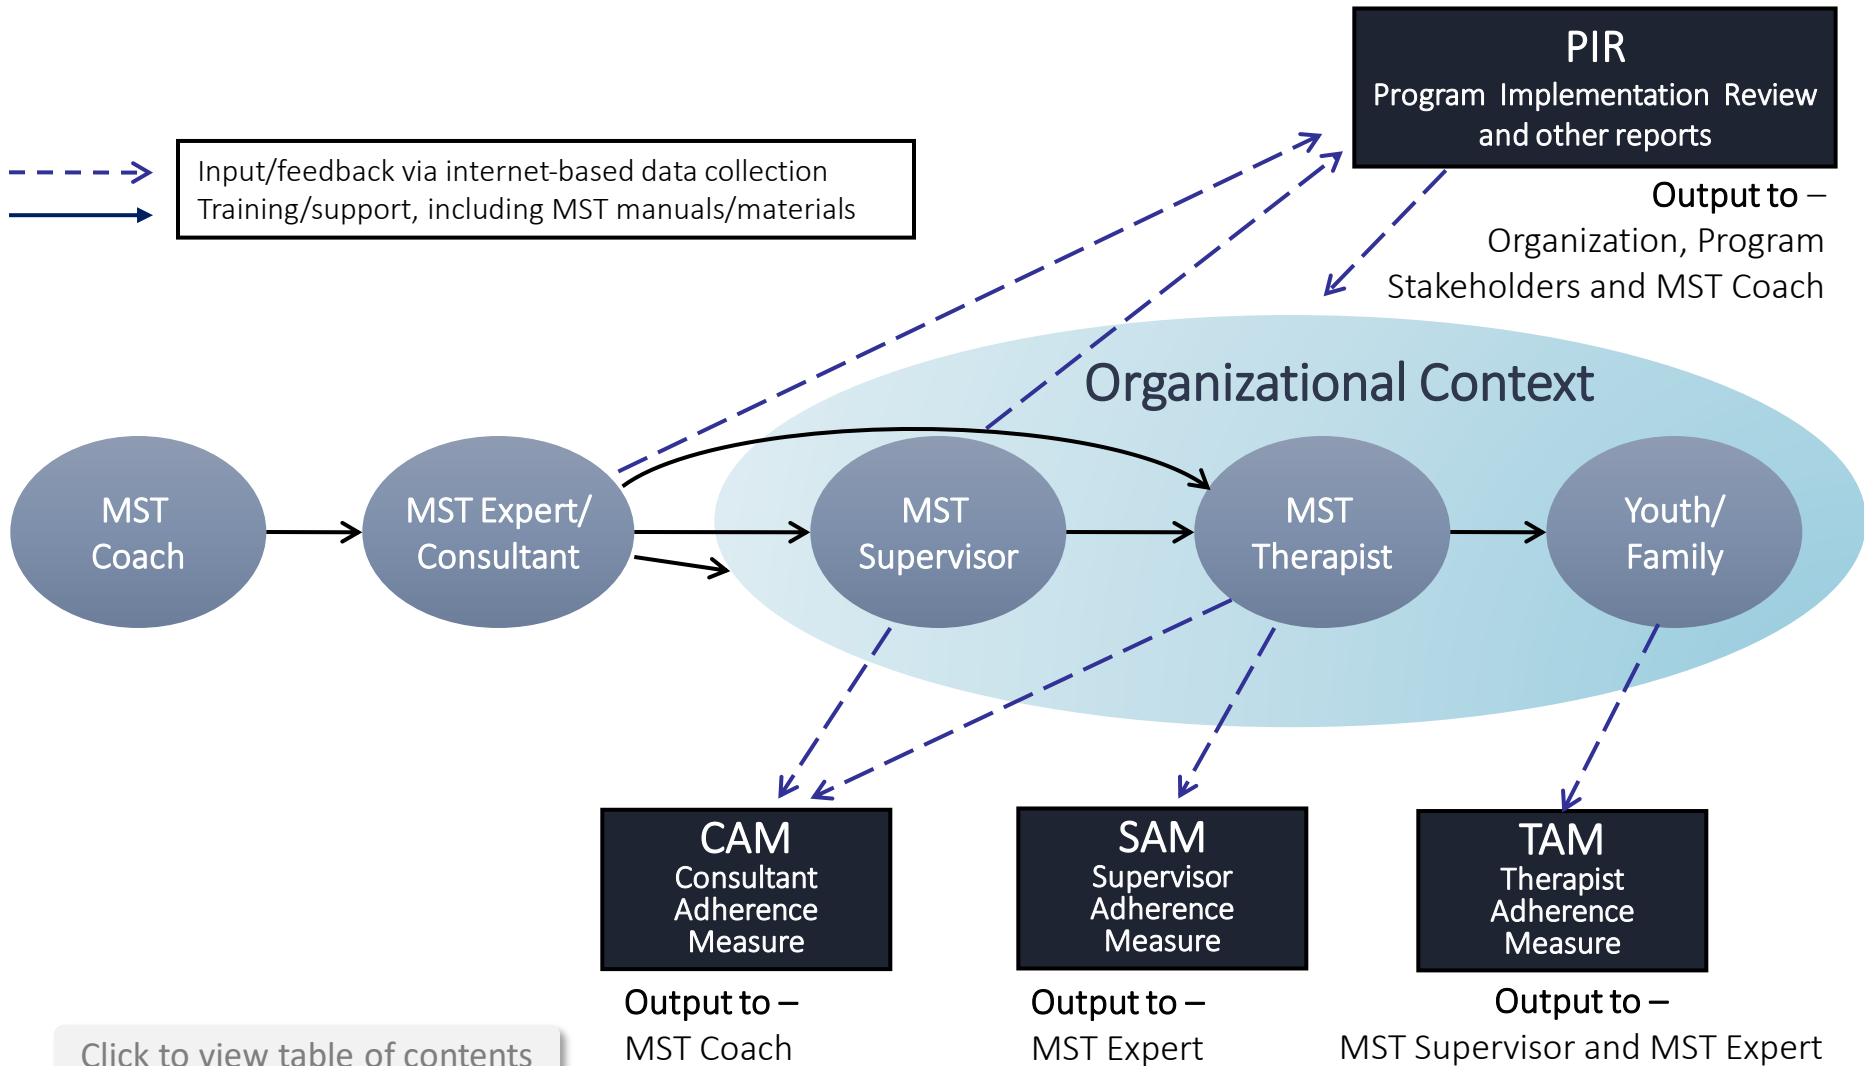 PIR
Program Implementation Review
and other reports
Input/feedback via internet-based data collection
Training/support, including MST manuals/materials
Output to –
Organization, Program
Stakeholders and MST Coach
Organizational Context
MST
Coach
MST Expert/
Consultant
MST
Supervisor
MST
Therapist
Youth/
Family
CAM
Consultant
Adherence
Measure
SAM
Supervisor
Adherence
Measure
TAM
Therapist
Adherence
Measure
Output to –
MST Coach
Output to –
MST Expert
Output to –
MST Supervisor and MST Expert
Click to view table of contents